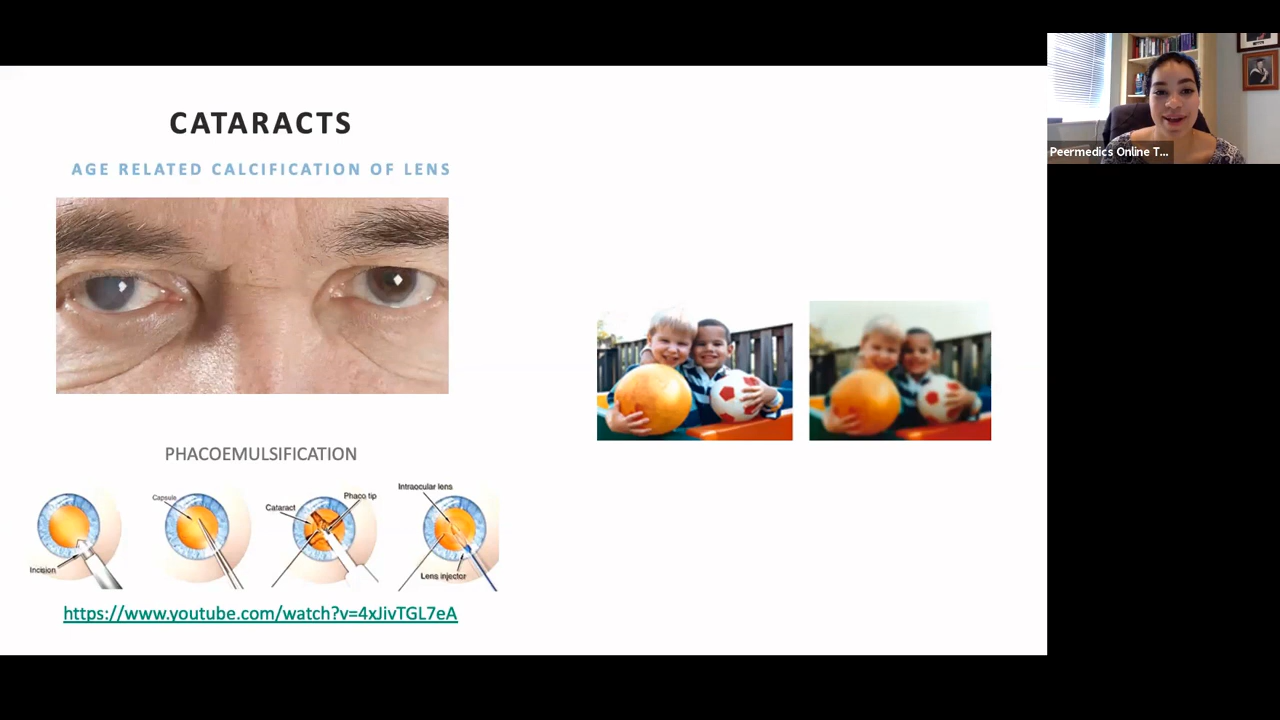 CATARACTS
AGE RELATED CALCIFICATION OF LENS
PHACOEMULSIFICATION
Incision
Capsule
Cataract
Phaco tip
Intraocular lens
Lens injector
https://www.youtube.com/watch?v=4xJivTGL7eA
Peermedics Online T...